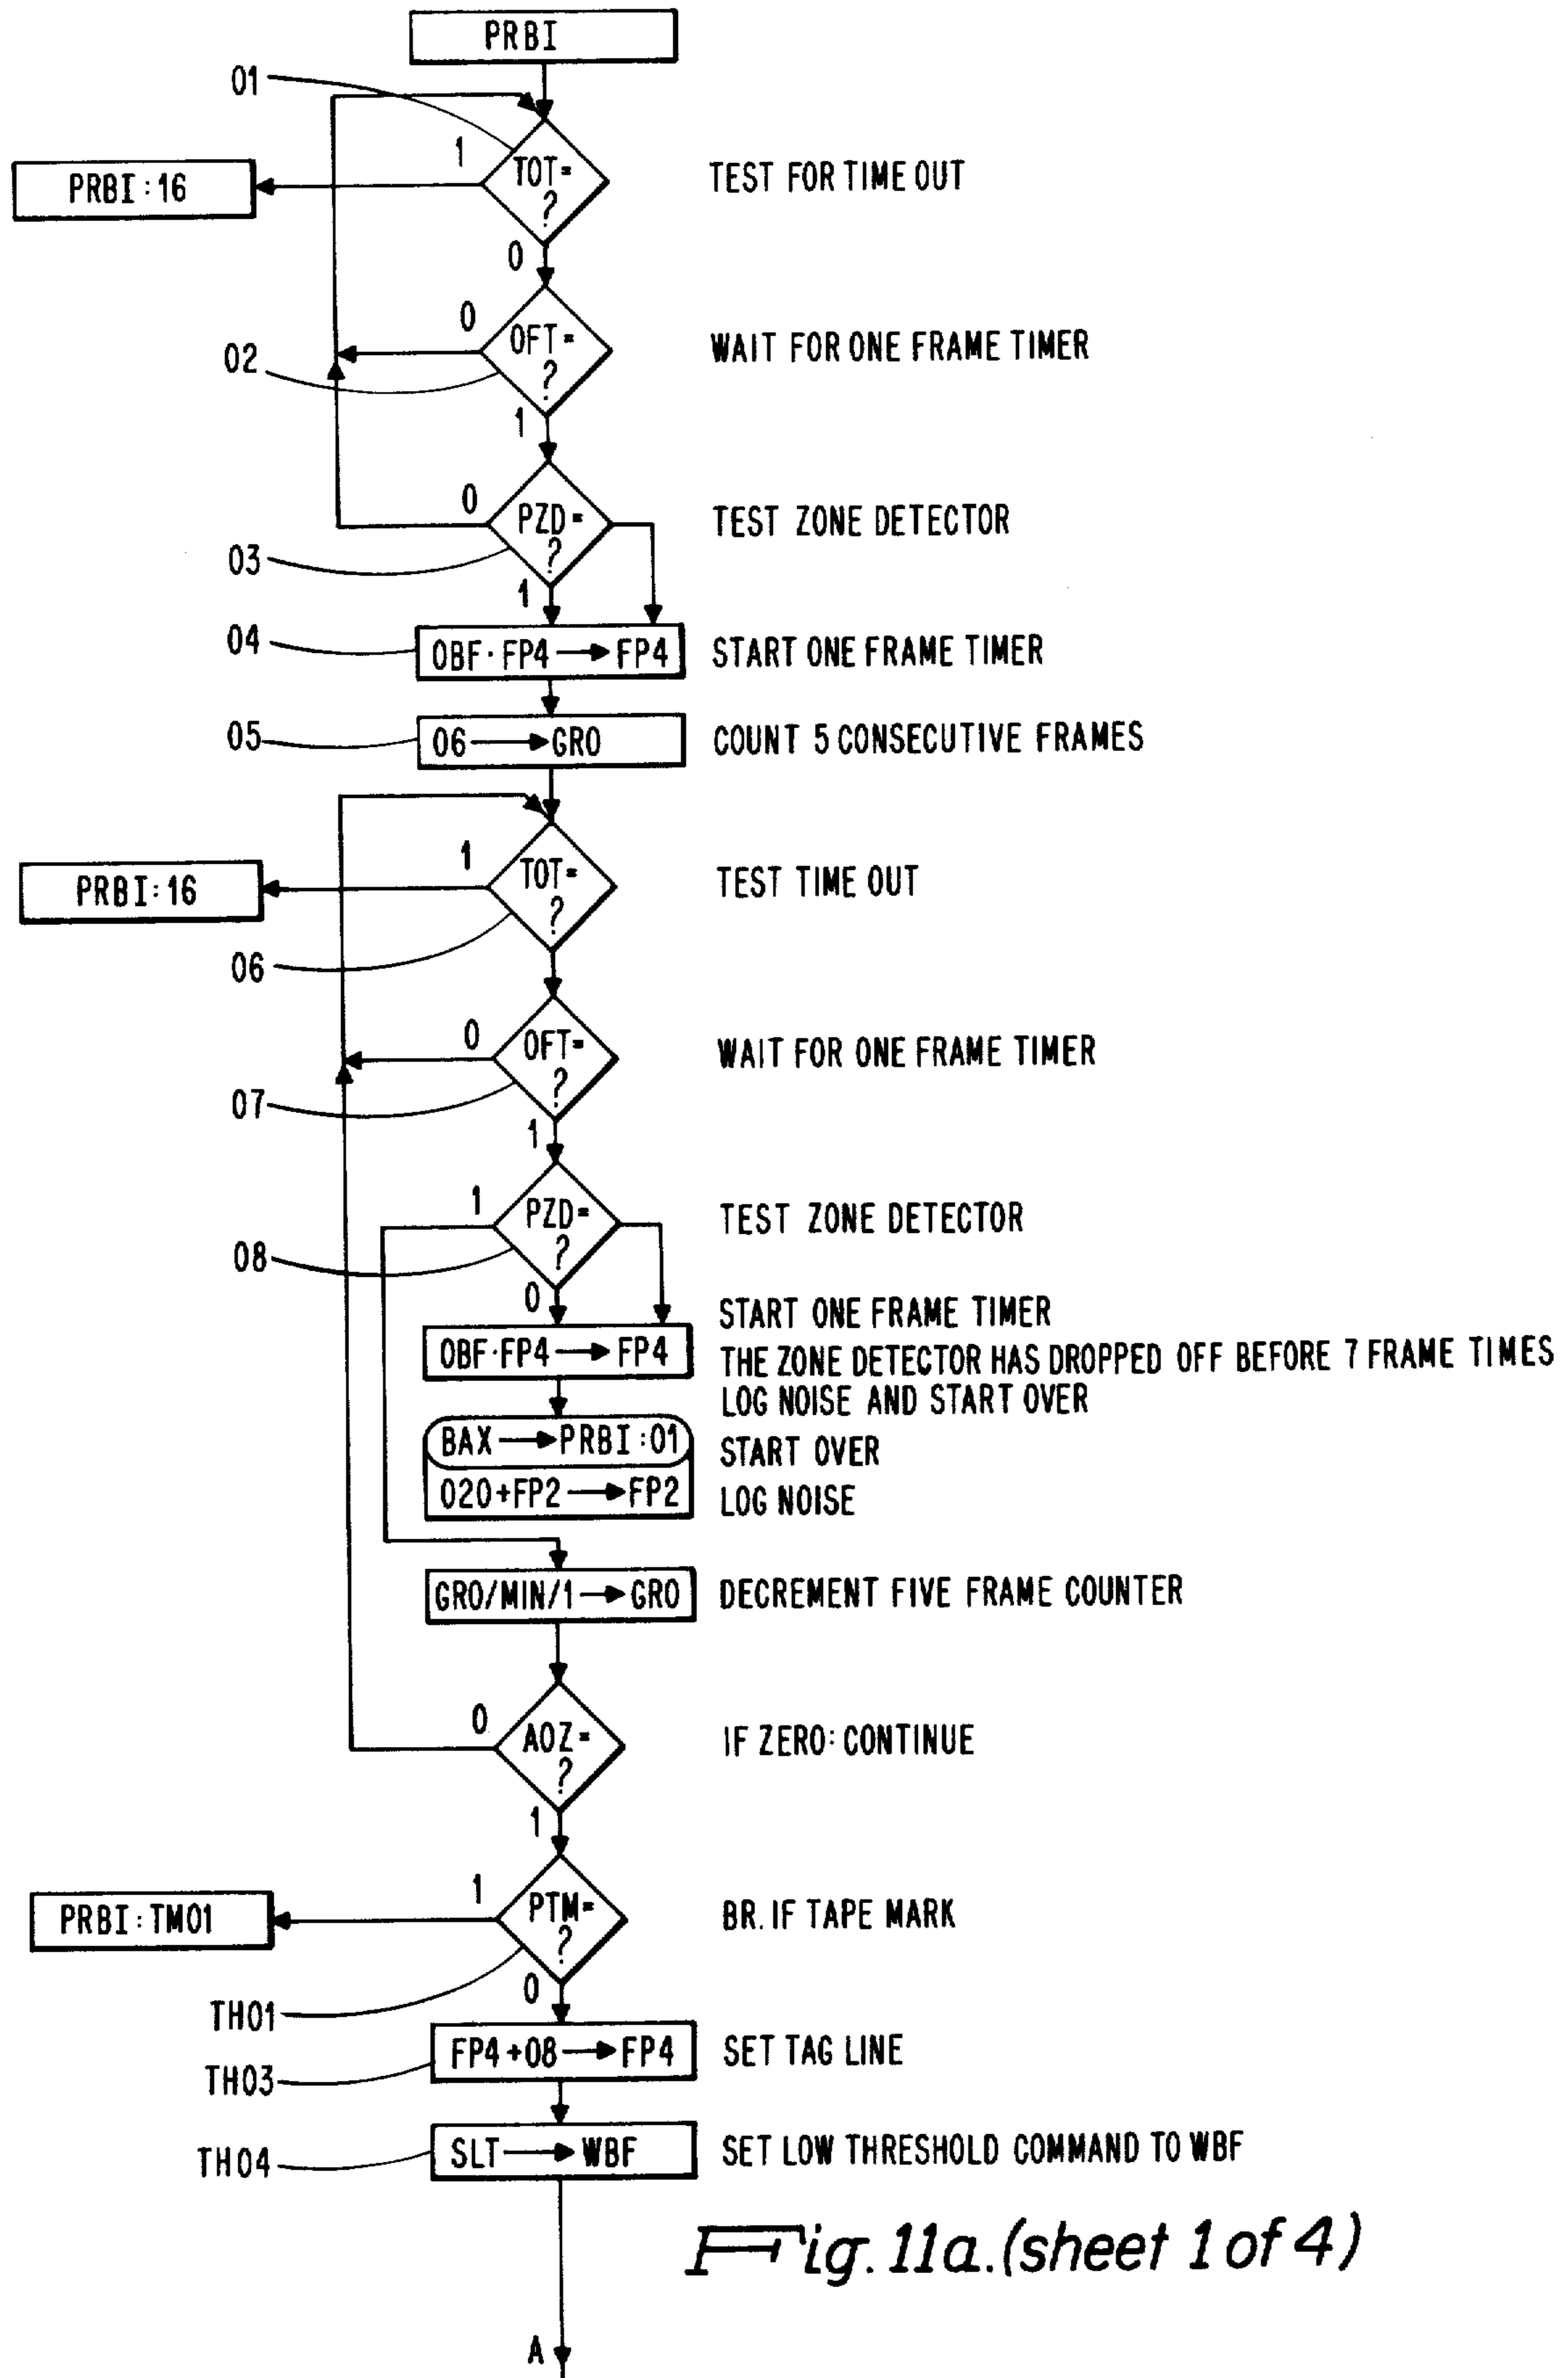 PRBI
01
1
TOT=
?
TEST FOR TIME OUT
PRBI:16
0
0
OFT=
?
WAIT FOR ONE FRAME TIMER
02
1
0
PZD=
?
TEST ZONE DETECTOR
03
1
04
OBF·FP4→FP4
START ONE FRAME TIMER
05
06→GRO
COUNT 5 CONSECUTIVE FRAMES
1
TOT=
?
TEST TIME OUT
PRBI:16
06
0
OFT=
?
WAIT FOR ONE FRAME TIMER
07
1
1
PZD=
?
TEST ZONE DETECTOR
08
0
START ONE FRAME TIMER
OBF·FP4→FP4
THE ZONE DETECTOR HAS DROPPED OFF BEFORE 7 FRAME TIMES
LOG NOISE AND START OVER
BAX→PRBI:01
START OVER
020+FP2→FP2
LOG NOISE
GRO/MIN/1→GRO
DECREMENT FIVE FRAME COUNTER
0
AOZ=
?
IF ZERO: CONTINUE
1
1
PTM=
?
BR. IF TAPE MARK
PRBI:TM01
0
TH01
FP4+08→FP4
SET TAG LINE
TH03
SLT→WBF
SET LOW THRESHOLD COMMAND TO WBF
TH04
Fig. 11a. (sheet 1 of 4)
A